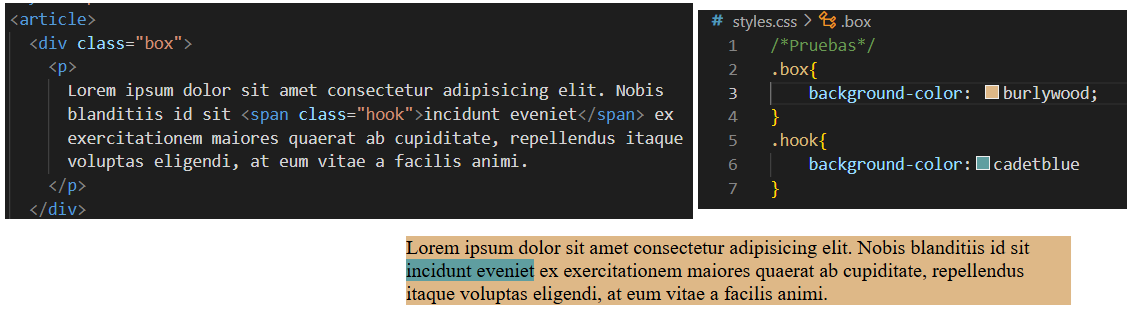 <article>
<div class="box">
<p>
Lorem ipsum dolor sit amet consectetur adipisicing elit. Nobis
blanditiis id sit <span class="hook">incidunt eveniet</span> ex
exercitationem maiores quaerat ab cupiditate, repellendus itaque
voluptas eligendi, at eum vitae a facilis animi.
</p>
</div>
# styles.css > .box
1 /*Pruebas*/
2 .box{
3 background-color: burlywood;
4 }
5 .hook{
6 background-color: cadetblue
7 }
Lorem ipsum dolor sit amet consectetur adipisicing elit. Nobis blanditiis id sit
incidunt eveniet ex exercitationem maiores quaerat ab cupiditate, repellendus
itaque voluptas eligendi, at eum vitae a facilis animi.